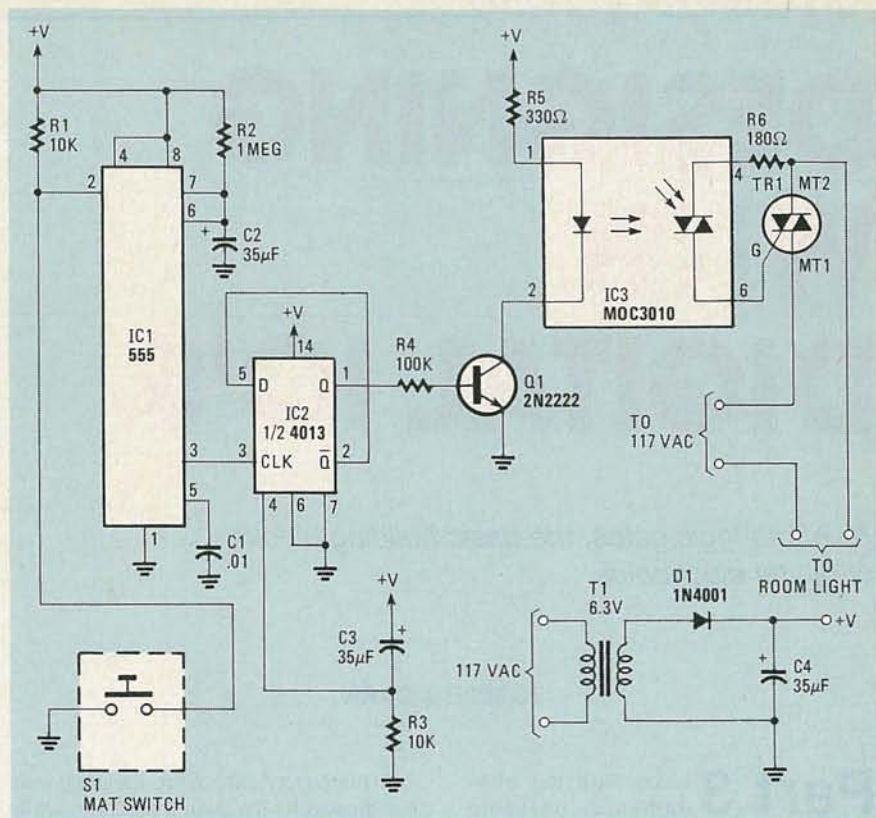 +V
R1
10K
4
8
R2
1 MEG
2
7
6
+
C2
35µF
IC1
555
3
5
1
C1
.01
S1
MAT SWITCH
+V
14
5
D
Q
1
IC2
1/2 4013
3
CLK
Q̅
2
4
6
7
R4
100K
Q1
2N2222
+V
C3
+
35µF
R3
10K
+V
R5
330Ω
1
2
IC3
MOC3010
4
6
R6
180Ω
TR1
MT2
G
MT1
TO
117 VAC
TO
ROOM LIGHT
117 VAC
T1
6.3V
D1
1N4001
+V
+
C4
35µF